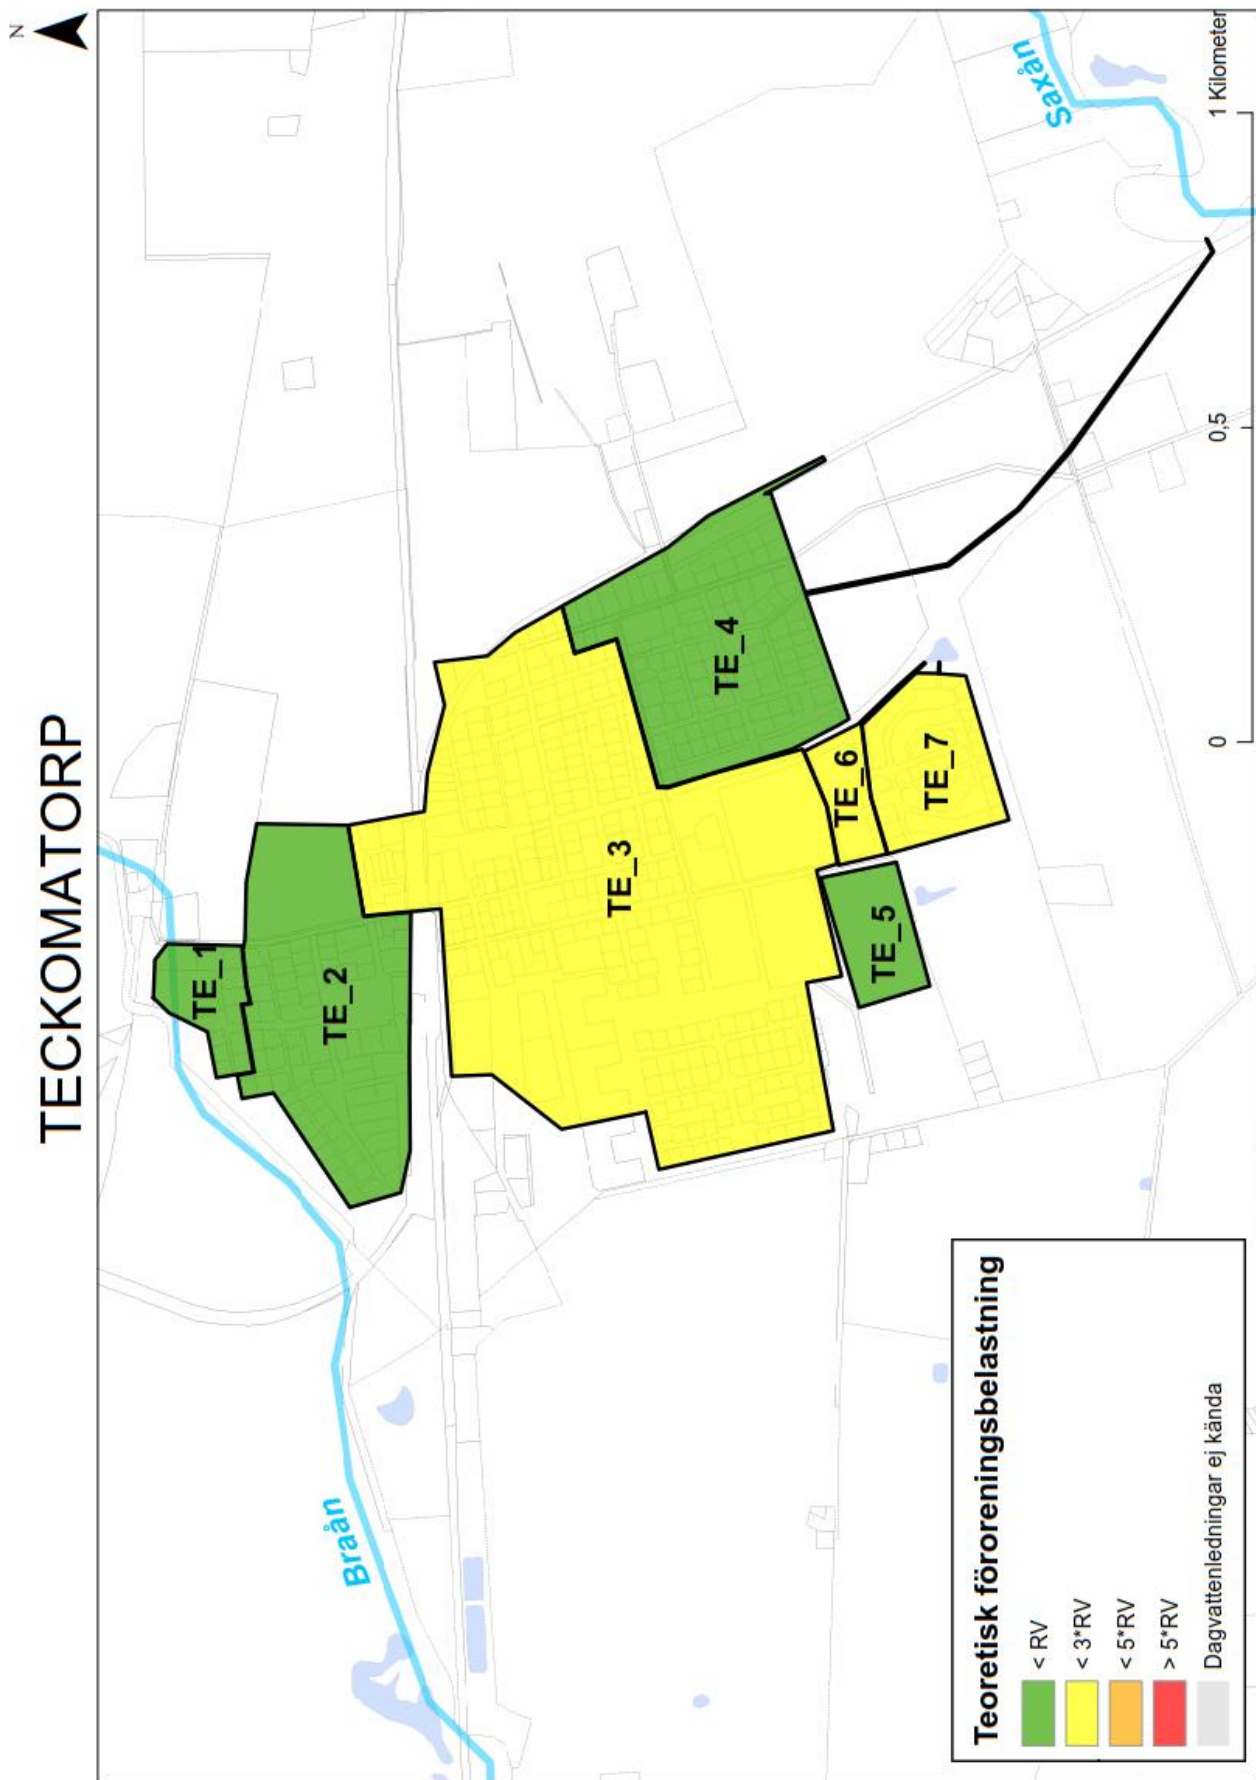 TECKOMATORP
N
Braån
Saxån
TE_1
TE_2
TE_3
TE_4
TE_5
TE_6
TE_7
Teoretisk föroreningsbelastning
< RV
< 3*RV
< 5*RV
> 5*RV
Dagvattenledningar ej kända
0
0,5
1 Kilometer